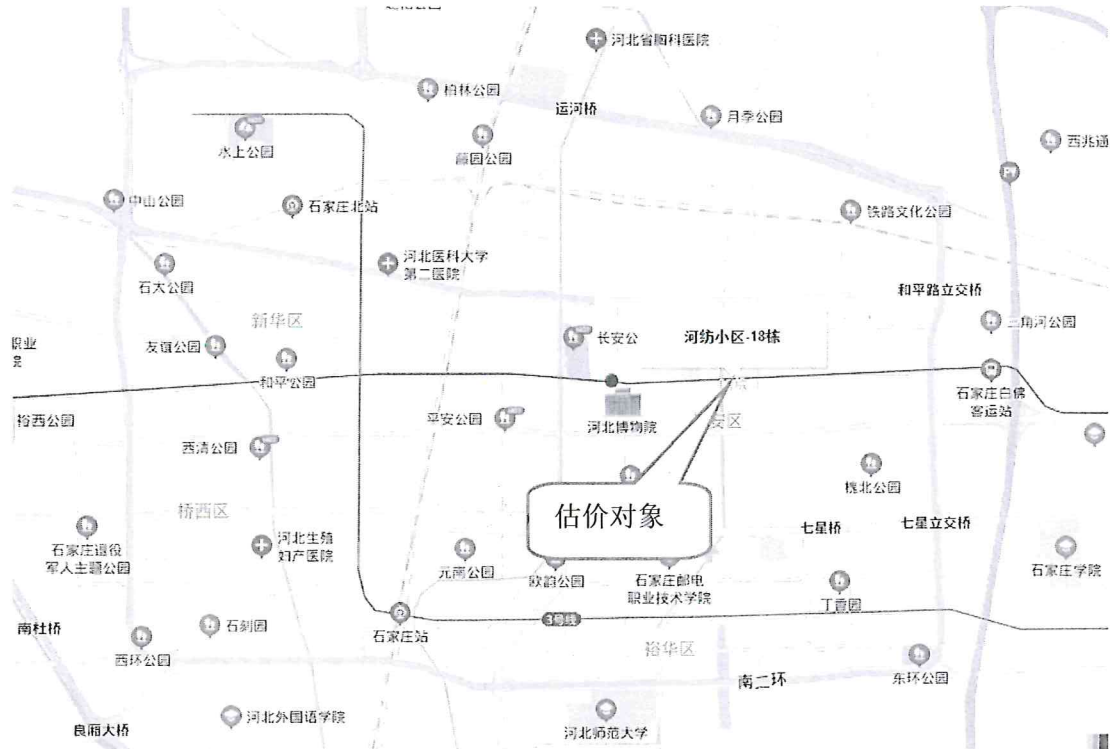 河北省胸科医院
柏林公园
运河桥
月季公园
水上公园
藤园公园
西兆通
中山公园
石家庄北站
铁路文化公园
河北医科大学
第二医院
石大公园
和平路立交桥
新华区
三角河公园
友谊公园
长安公
河纺小区-18栋
职业
院
和平公园
石家庄白佛
客运站
裕西公园
平安公园
河北博物院
安区
西清公园
桃北公园
桥西区
估价对象
七星桥
七星立交桥
石家庄退役
军人主题公园
河北生殖
妇产医院
元南公园
欧韵公园
石家庄邮电
职业技术学院
石家庄学院
丁香园
南杜桥
石刻园
石家庄站
3号线
西环公园
裕华区
东环公园
南二环
河北外国语学院
良厢大桥
河北师范大学